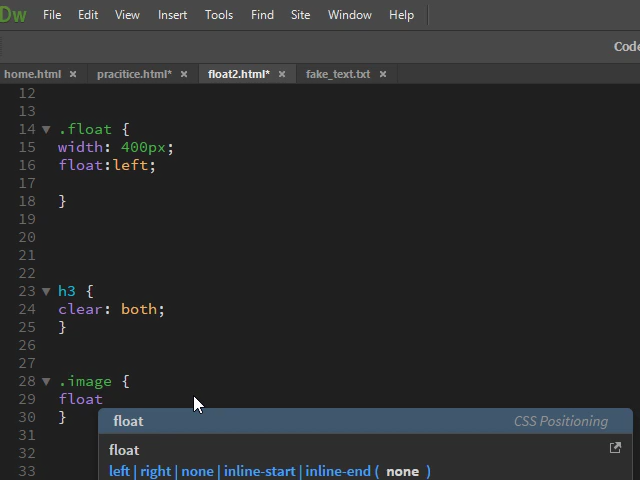 Dw File Edit View Insert Tools Find Site Window Help
Code
home.html × pracitice.html* × float2.html* × fake_text.txt ×
12
13
14 ▼ .float {
15 width: 400px;
16 float:left;
17
18 }
19
20
21
22
23 ▼ h3 {
24 clear: both;
25 }
26
27
28 ▼ .image {
29 float
30 }
31
32
33
float CSS Positioning
float
left | right | none | inline-start | inline-end ( none )